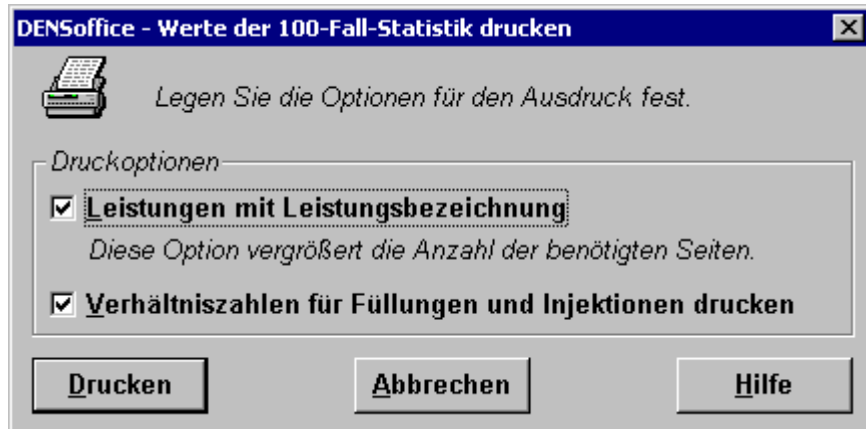 DENSoffice - Werte der 100-Fall-Statistik drucken
Legen Sie die Optionen für den Ausdruck fest.
Druckoptionen
Leistungen mit Leistungsbezeichnung
Diese Option vergrößert die Anzahl der benötigten Seiten.
Verhältniszahlen für Füllungen und Injektionen drucken
Drucken Abbrechen Hilfe